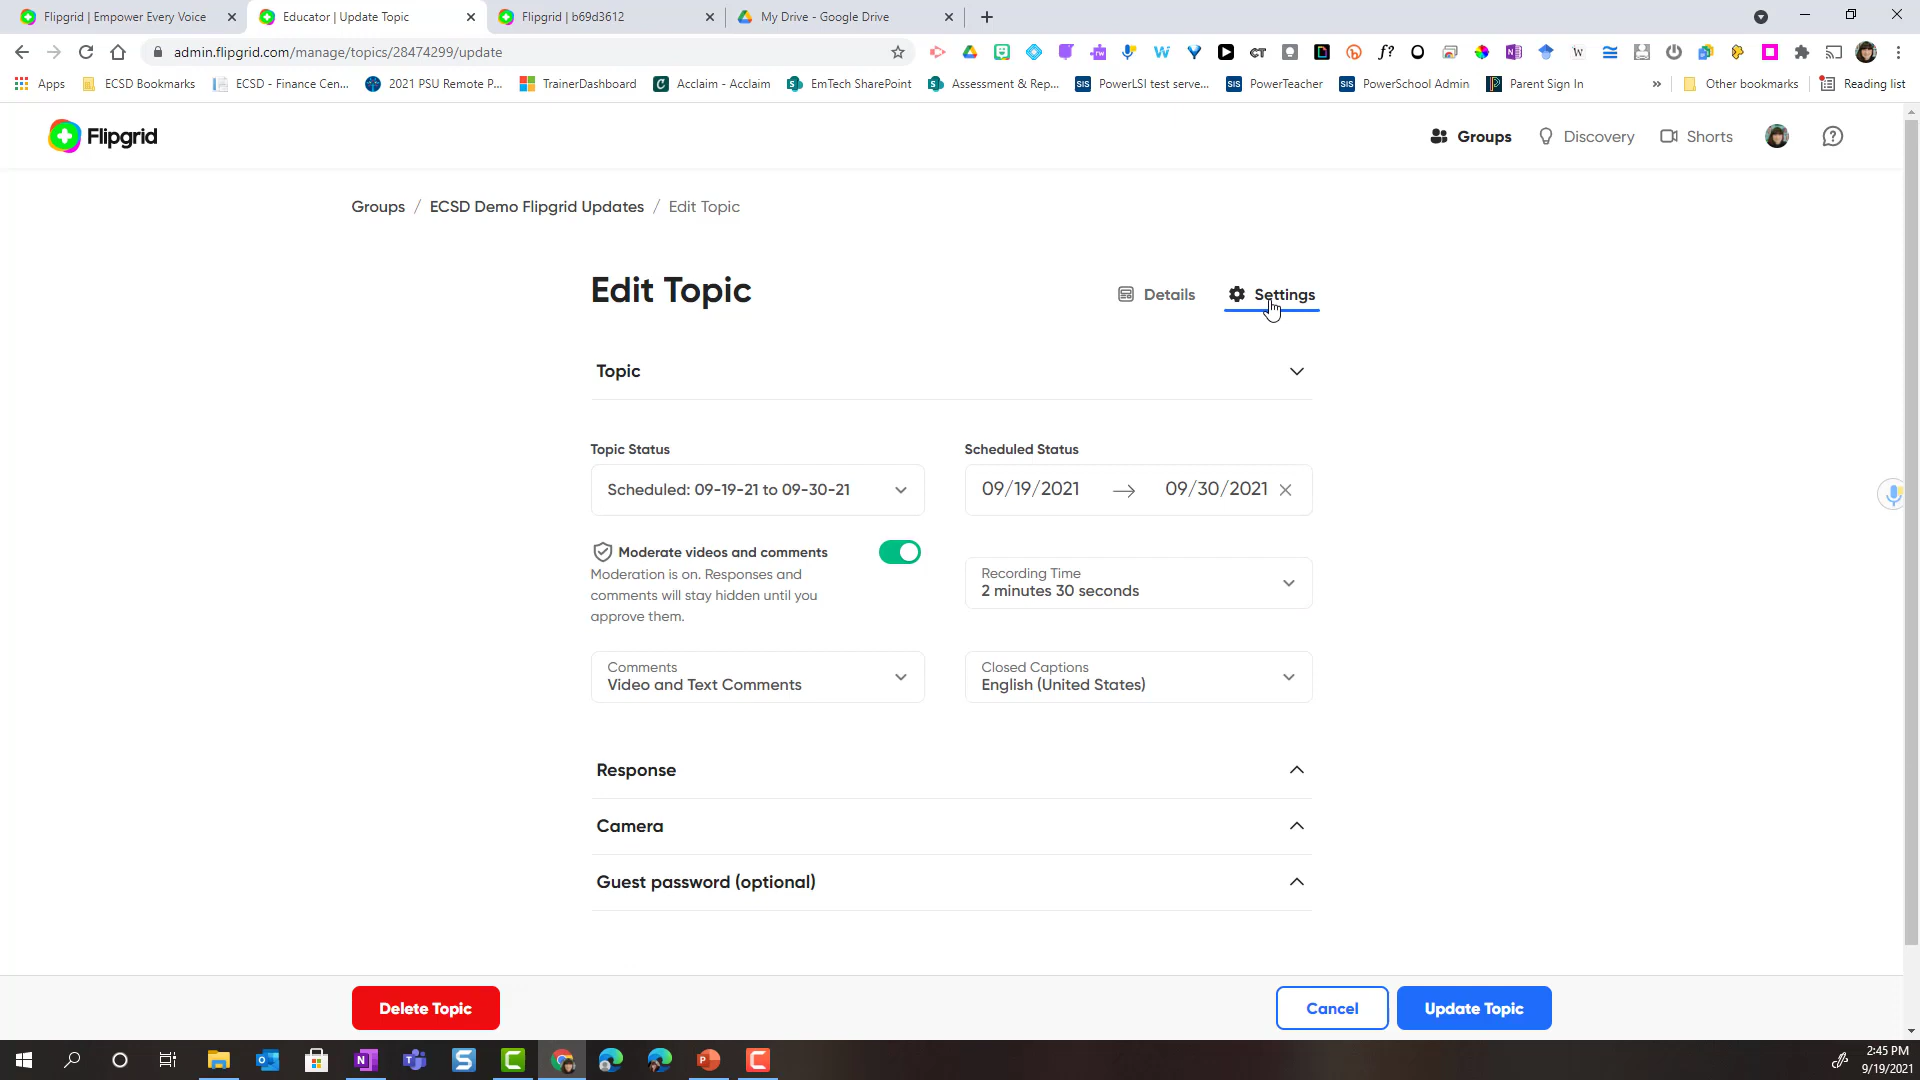 Flipgrid | Empower Every Voice
Educator | Update Topic
Flipgrid | b69d3612
My Drive - Google Drive
admin.flipgrid.com/manage/topics/28474299/update
Apps
ECSD Bookmarks
ECSD - Finance Cen...
2021 PSU Remote P...
TrainerDashboard
Acclaim - Acclaim
EmTech SharePoint
Assessment & Rep...
PowerLSI test serve...
PowerTeacher
PowerSchool Admin
Parent Sign In
»
Other bookmarks
Reading list
Flipgrid
Groups
Discovery
Shorts
Groups / ECSD Demo Flipgrid Updates / Edit Topic
Edit Topic
Details
Settings
Topic
Topic Status
Scheduled Status
Scheduled: 09-19-21 to 09-30-21
09/19/2021 → 09/30/2021
Moderate videos and comments
Moderation is on. Responses and
comments will stay hidden until you
approve them.
Recording Time
2 minutes 30 seconds
Comments
Video and Text Comments
Closed Captions
English (United States)
Response
Camera
Guest password (optional)
Delete Topic
Cancel
Update Topic
2:45 PM
9/19/2021